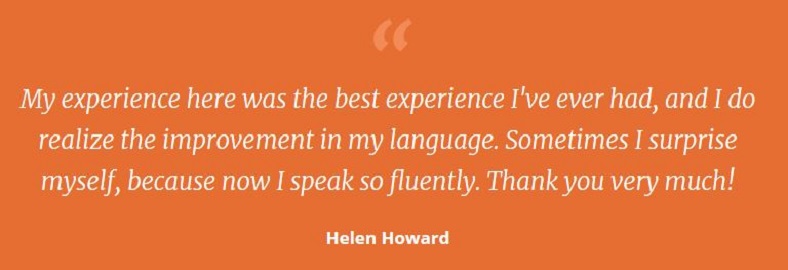 “
My experience here was the best experience I've ever had, and I do
realize the improvement in my language. Sometimes I surprise
myself, because now I speak so fluently. Thank you very much!
Helen Howard